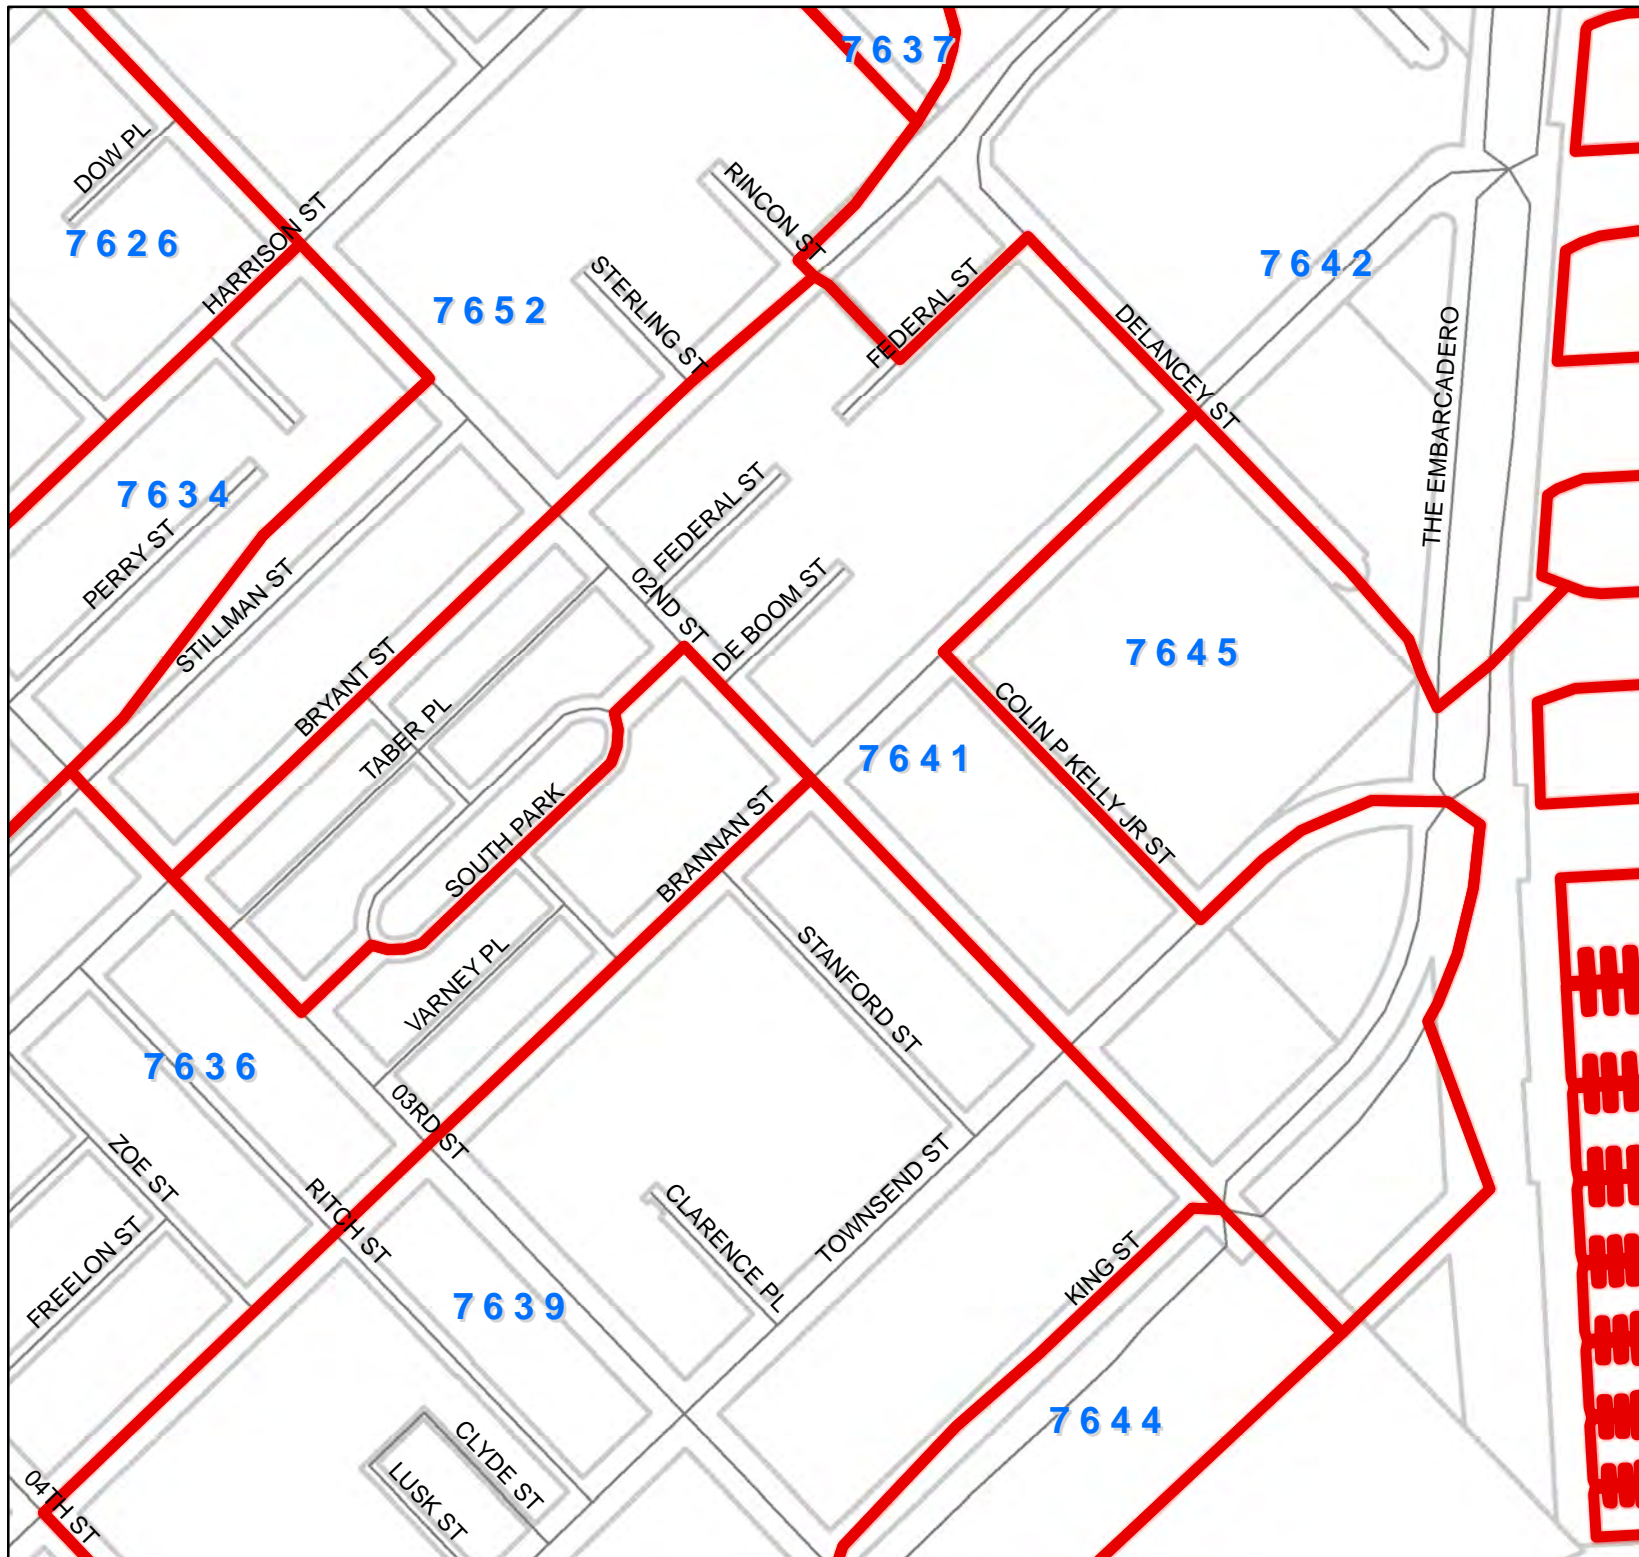 7637
DOW PL
RINCON ST
7626
HARRISON ST
7642
STERLING ST
FEDERAL ST
7652
DELANCEY ST
THE EMBARCADERO
7634
PERRY ST
FEDERAL ST
STILLMAN ST
02ND ST
DE BOOM ST
7645
BRYANT ST
TABER PL
COLIN P KELLY JR ST
7641
SOUTH PARK
BRANNAN ST
VARNEY PL
STANFORD ST
7636
03RD ST
ZOE ST
RITCH ST
CLARENCE PL
TOWNSEND ST
FREELON ST
KING ST
7639
7644
CLYDE ST
LUSK ST
04TH ST